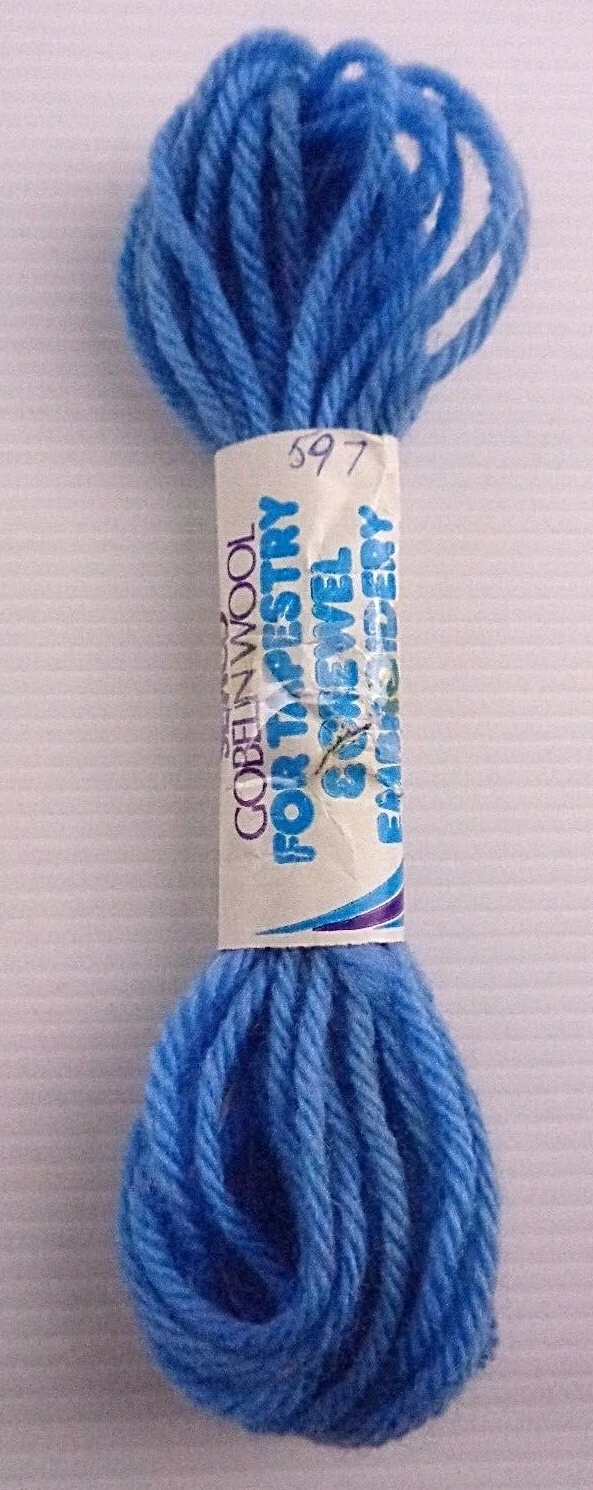 597
GOBELIN WOOL
FOR TAPESTRY
& CREWEL
EMBROIDERY